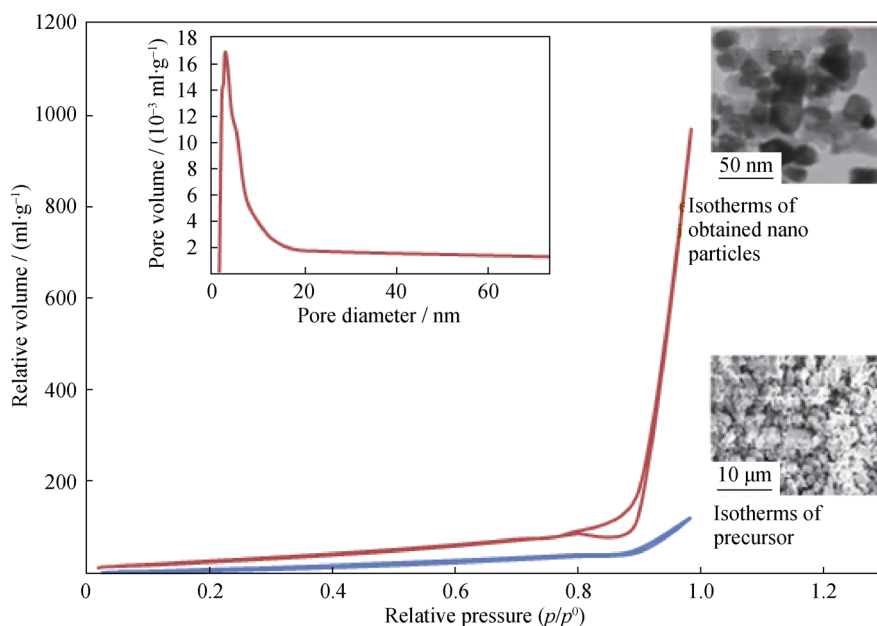 1200
1000
800
600
400
200
Relative volume / (ml·g⁻¹)
0
0.2
0.4
0.6
0.8
1.0
1.2
Relative pressure (p/p⁰)
18
16
14
12
10
8
6
4
2
Pore volume / (10⁻³ ml·g⁻¹)
0
20
40
60
Pore diameter / nm
50 nm
Isotherms of
obtained nano
particles
10 µm
Isotherms of
precursor